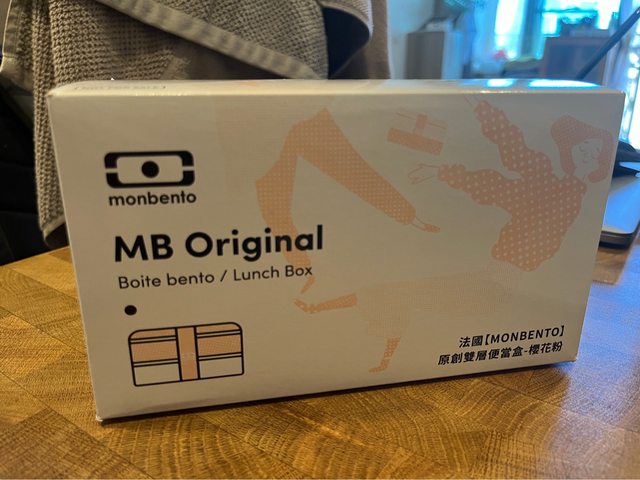 monbento
MB Original
Boite bento / Lunch Box
法國【MONBENTO】
原創雙層便當盒-櫻花粉